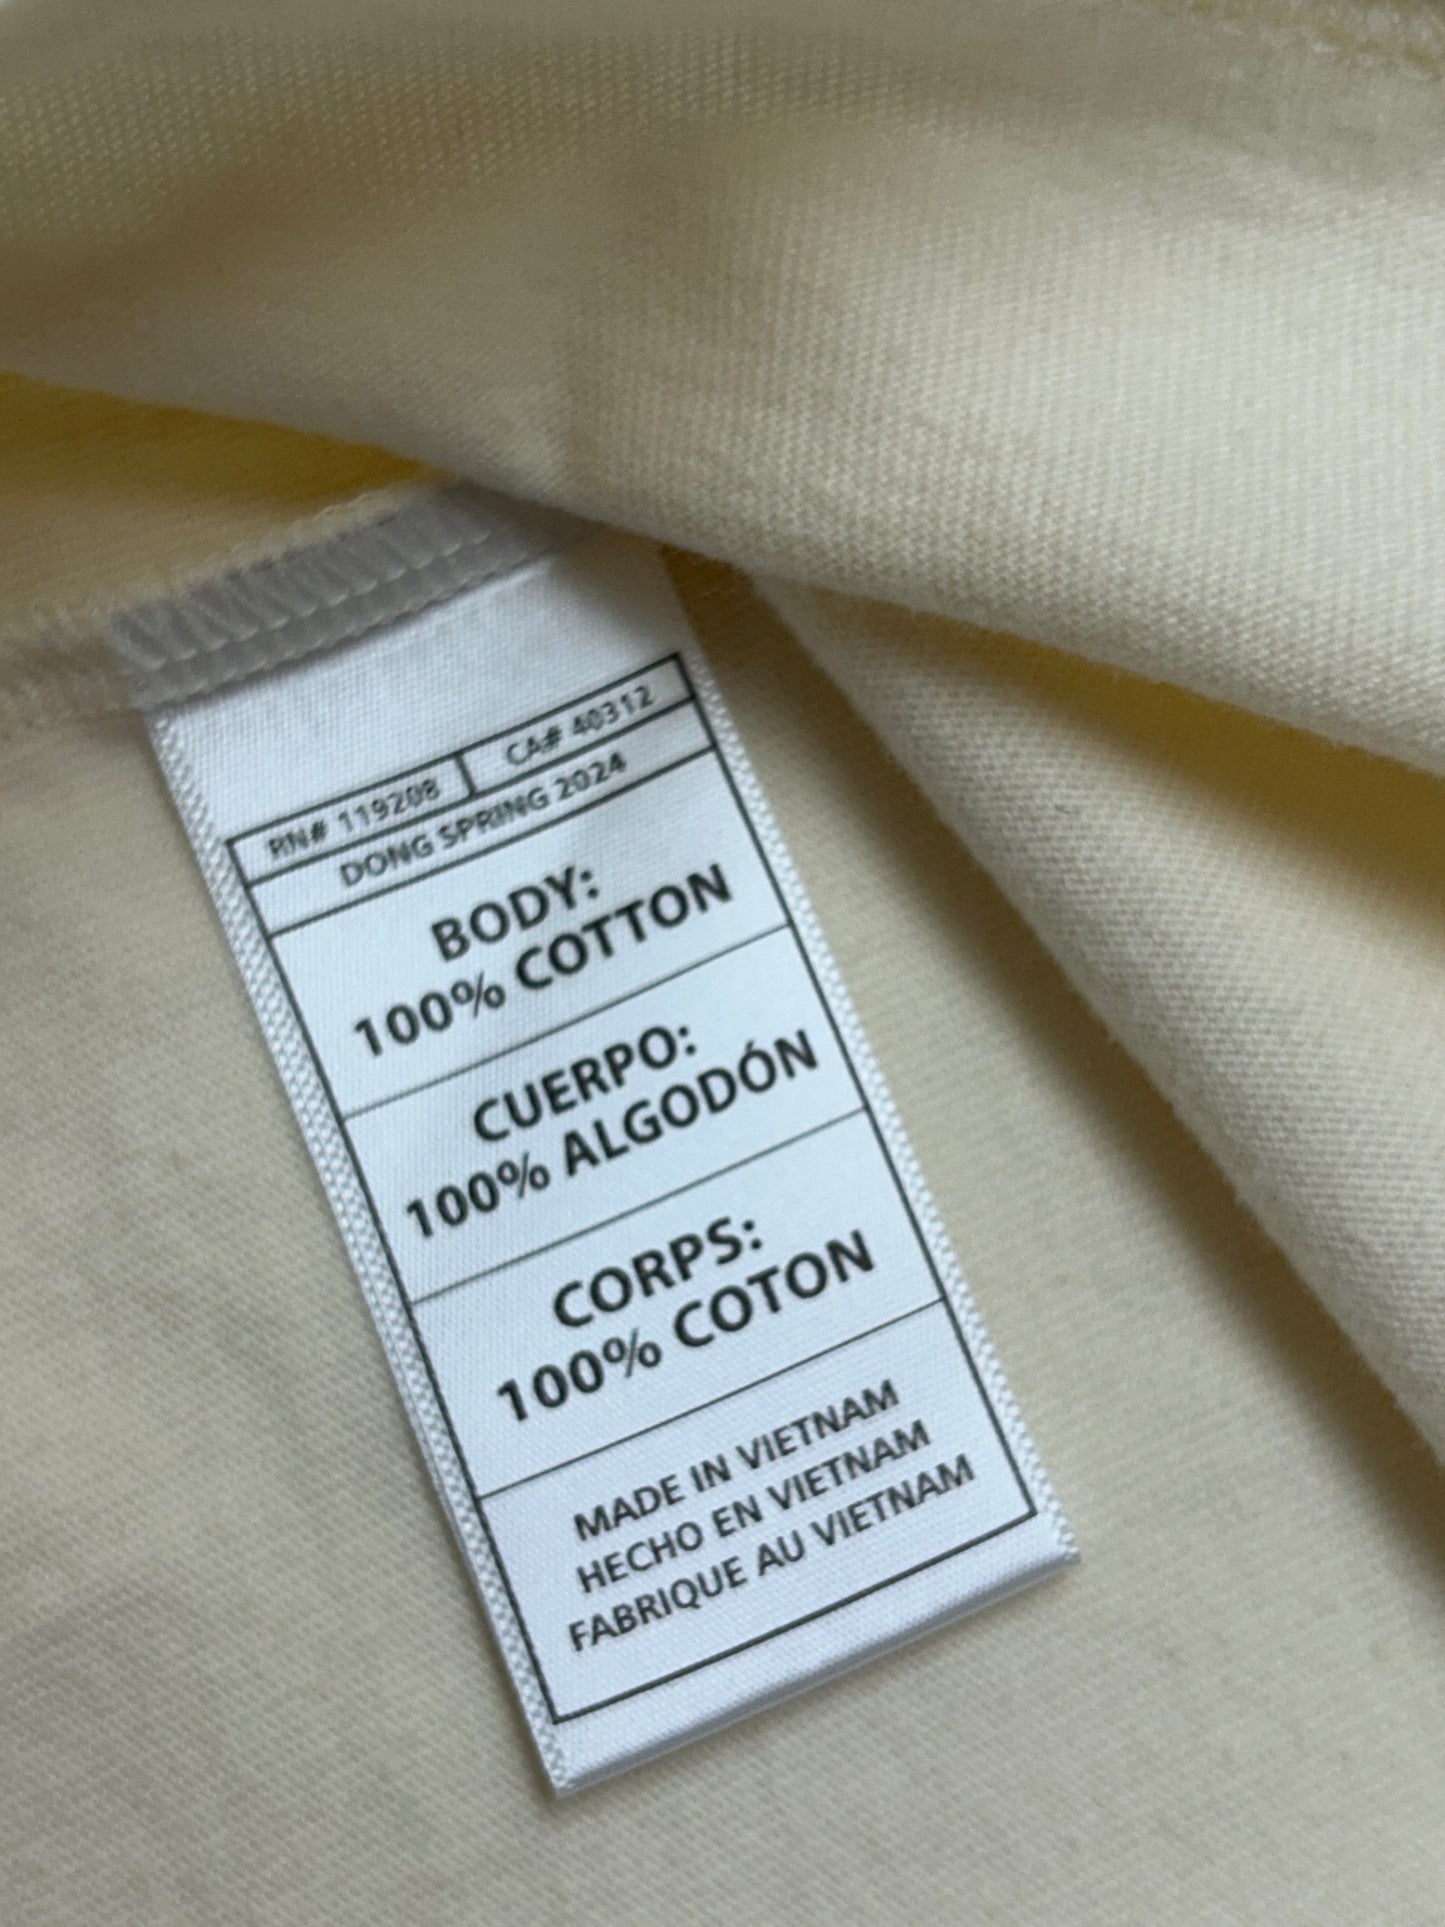 RN# 119208 CA# 40312
DONG SPRING 2024
BODY:
100% COTTON
CUERPO:
100% ALGODÓN
CORPS:
100% COTON
MADE IN VIETNAM
HECHO EN VIETNAM
FABRIQUE AU VIETNAM